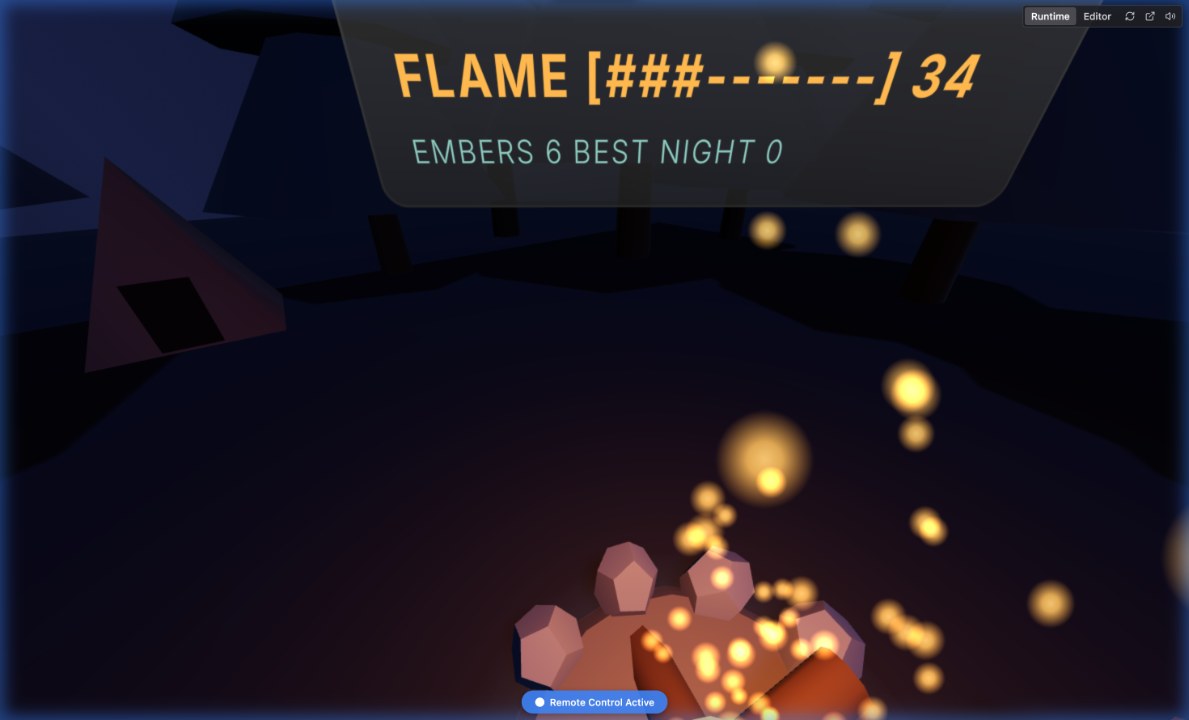 Runtime Editor
FLAME [###-------] 34
EMBERS 6 BEST NIGHT 0
Remote Control Active